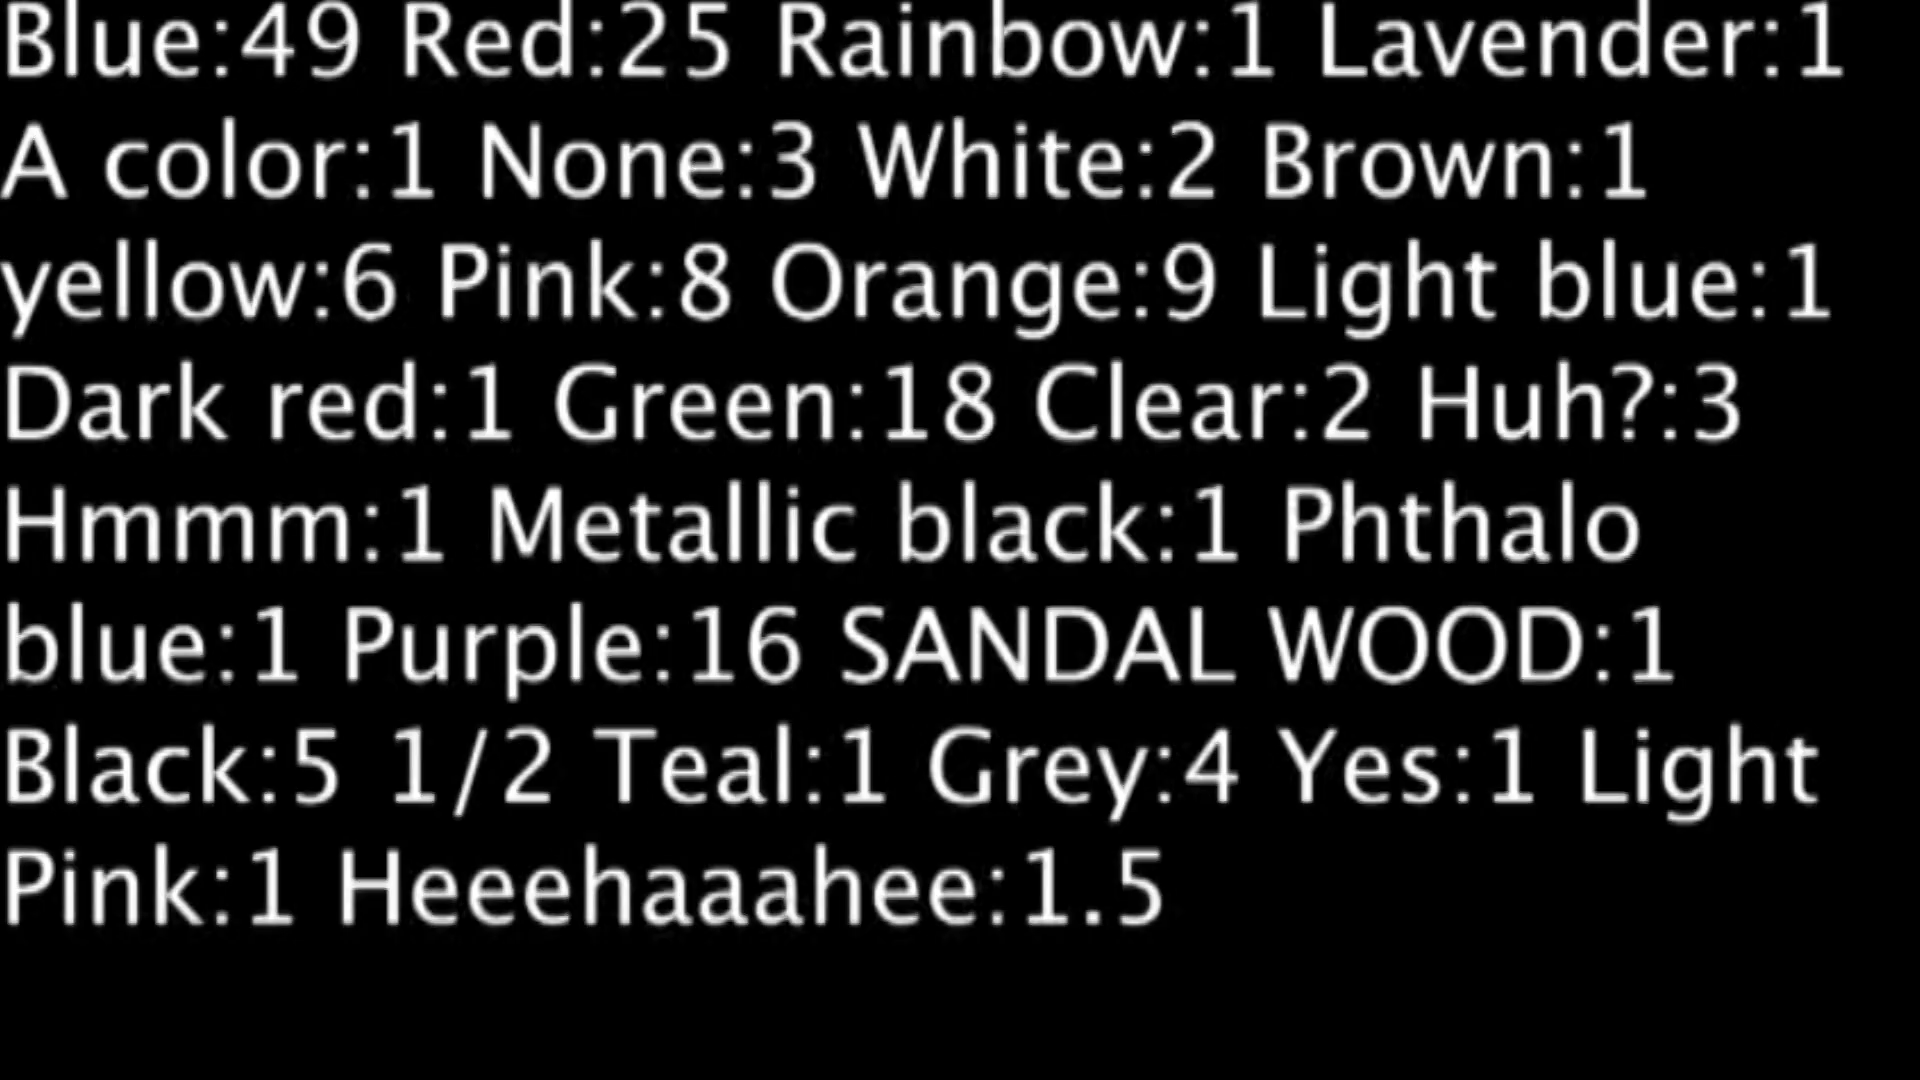 Blue:49 Red:25 Rainbow:1 Lavender:1
A color:1 None:3 White:2 Brown:1
yellow:6 Pink:8 Orange:9 Light blue:1
Dark red:1 Green:18 Clear:2 Huh?:3
Hmmm:1 Metallic black:1 Phthalo
blue:1 Purple:16 SANDAL WOOD:1
Black:5 1/2 Teal:1 Grey:4 Yes:1 Light
Pink:1 Heeehaaahee:1.5